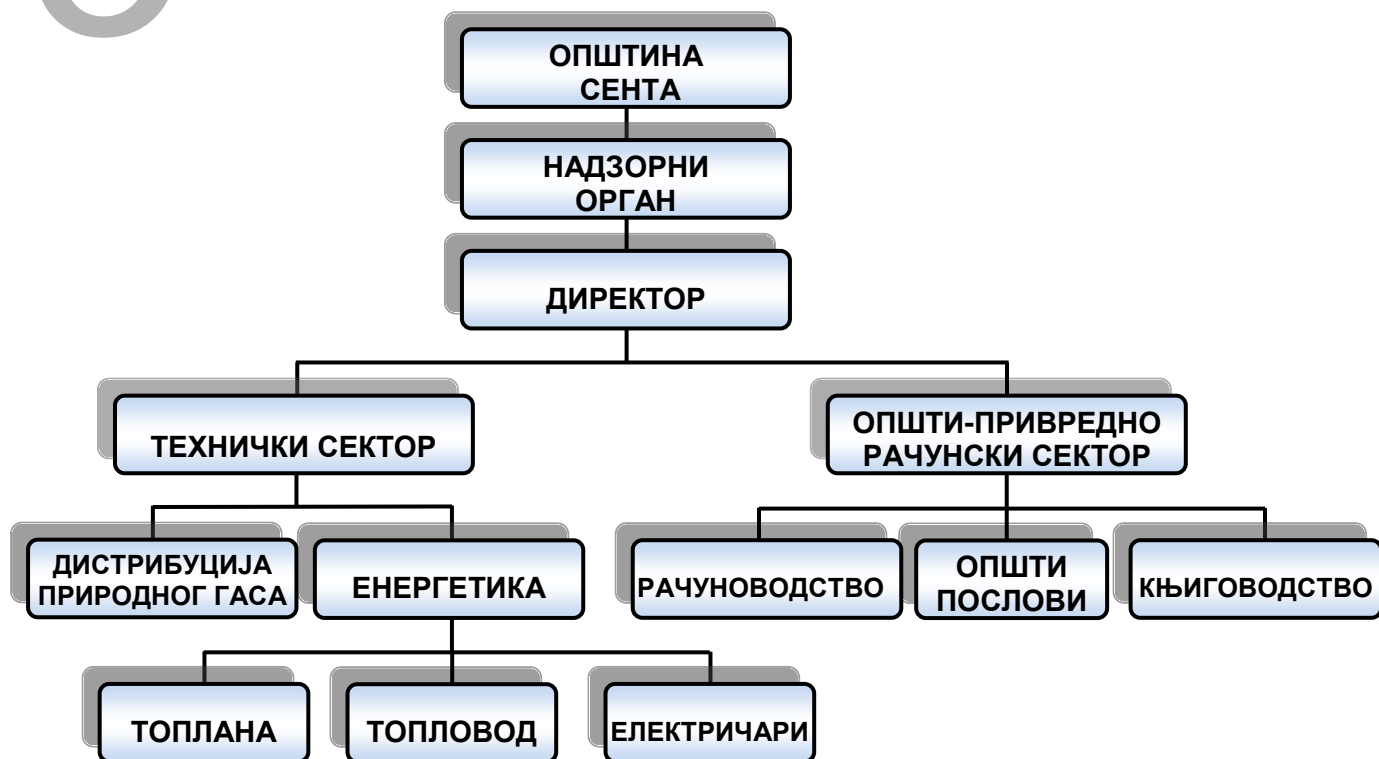 ОПШТИНА
СЕНТА
НАДЗОРНИ
ОРГАН
ДИРЕКТОР
ТЕХНИЧКИ СЕКТОР
ОПШТИ-ПРИВРЕДНО
РАЧУНСКИ СЕКТОР
ДИСТРИБУЦИЈА
ПРИРОДНОГ ГАСА
ЕНЕРГЕТИКА
РАЧУНОВОДСТВО
ОПШТИ
ПОСЛОВИ
КЊИГОВОДСТВО
ТОПЛАНА
ТОПЛОВОД
ЕЛЕКТРИЧАРИ